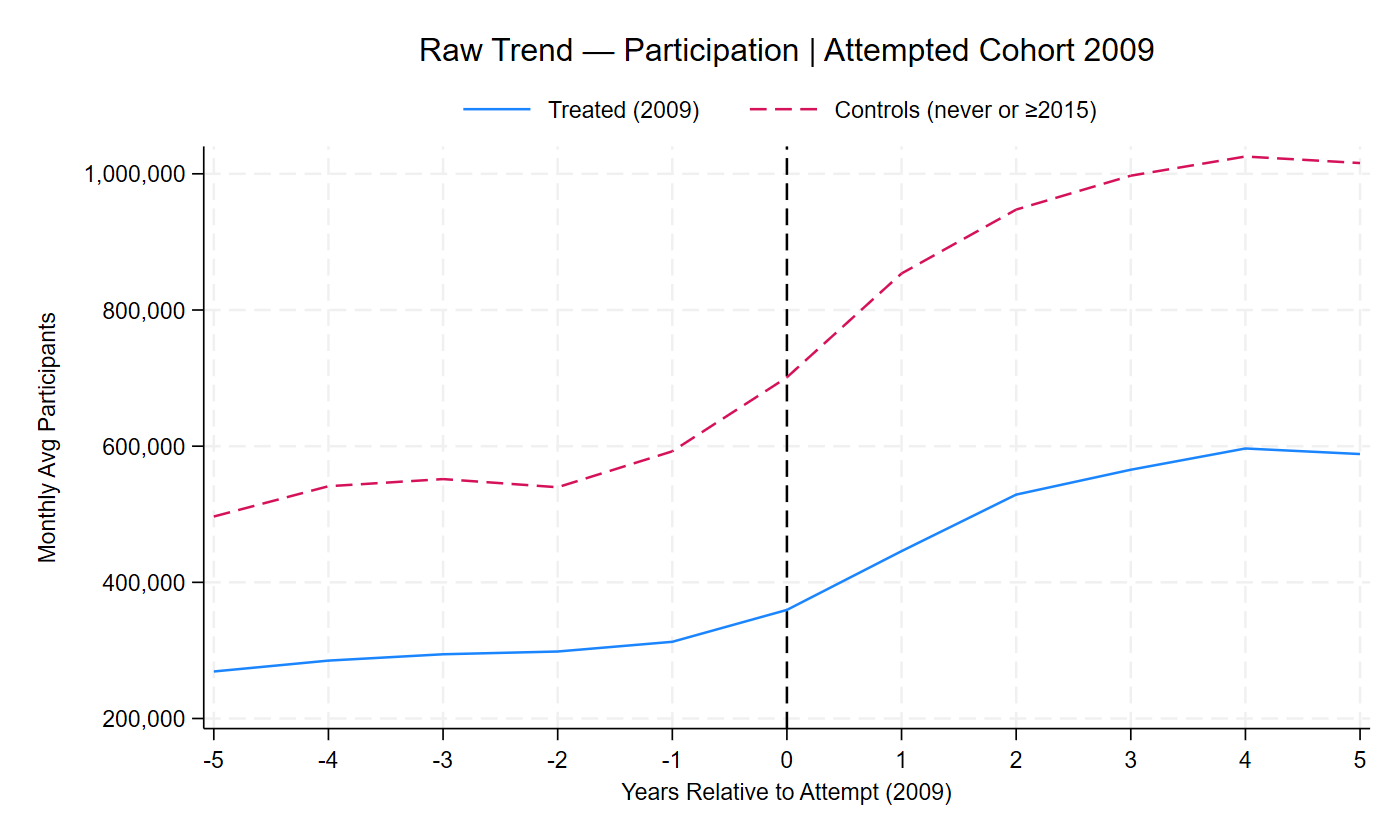 Raw Trend — Participation | Attempted Cohort 2009
Treated (2009) Controls (never or ≥2015)
1,000,000
800,000
600,000
400,000
200,000
Monthly Avg Participants
-5 -4 -3 -2 -1 0 1 2 3 4 5
Years Relative to Attempt (2009)